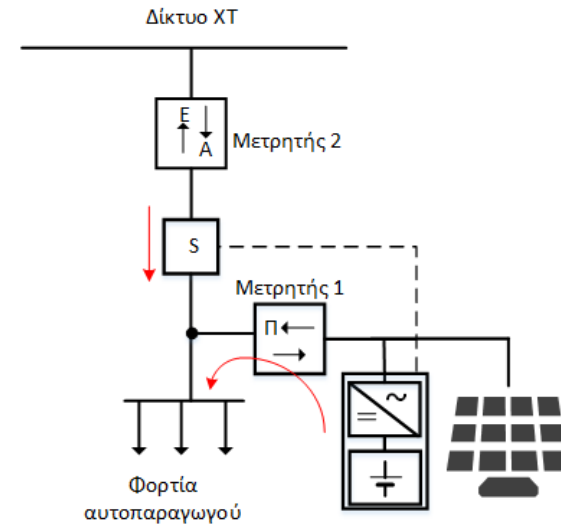 Δίκτυο ΧΤ
Ε
Α
Μετρητής 2
S
Μετρητής 1
Π
Φορτία
αυτοπαραγωγού